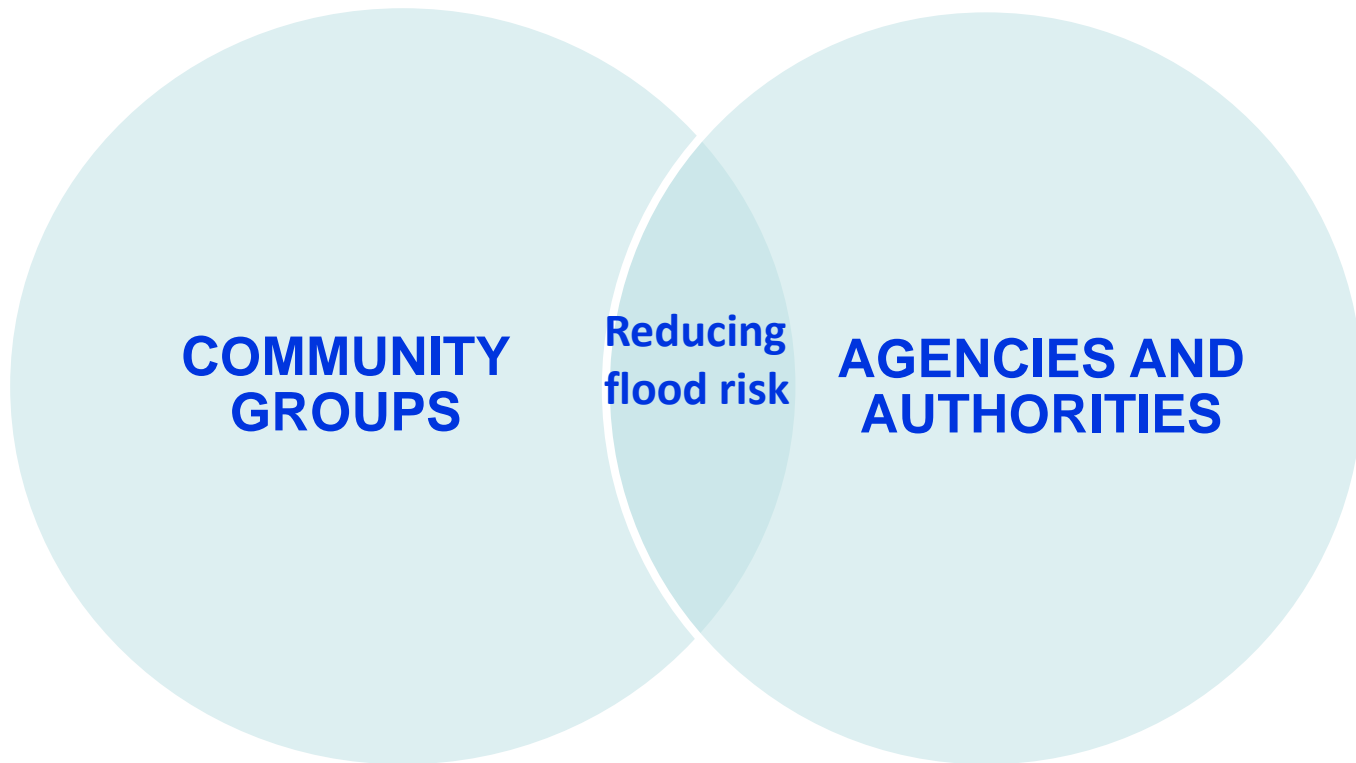 COMMUNITY
GROUPS
Reducing
flood risk
AGENCIES AND
AUTHORITIES